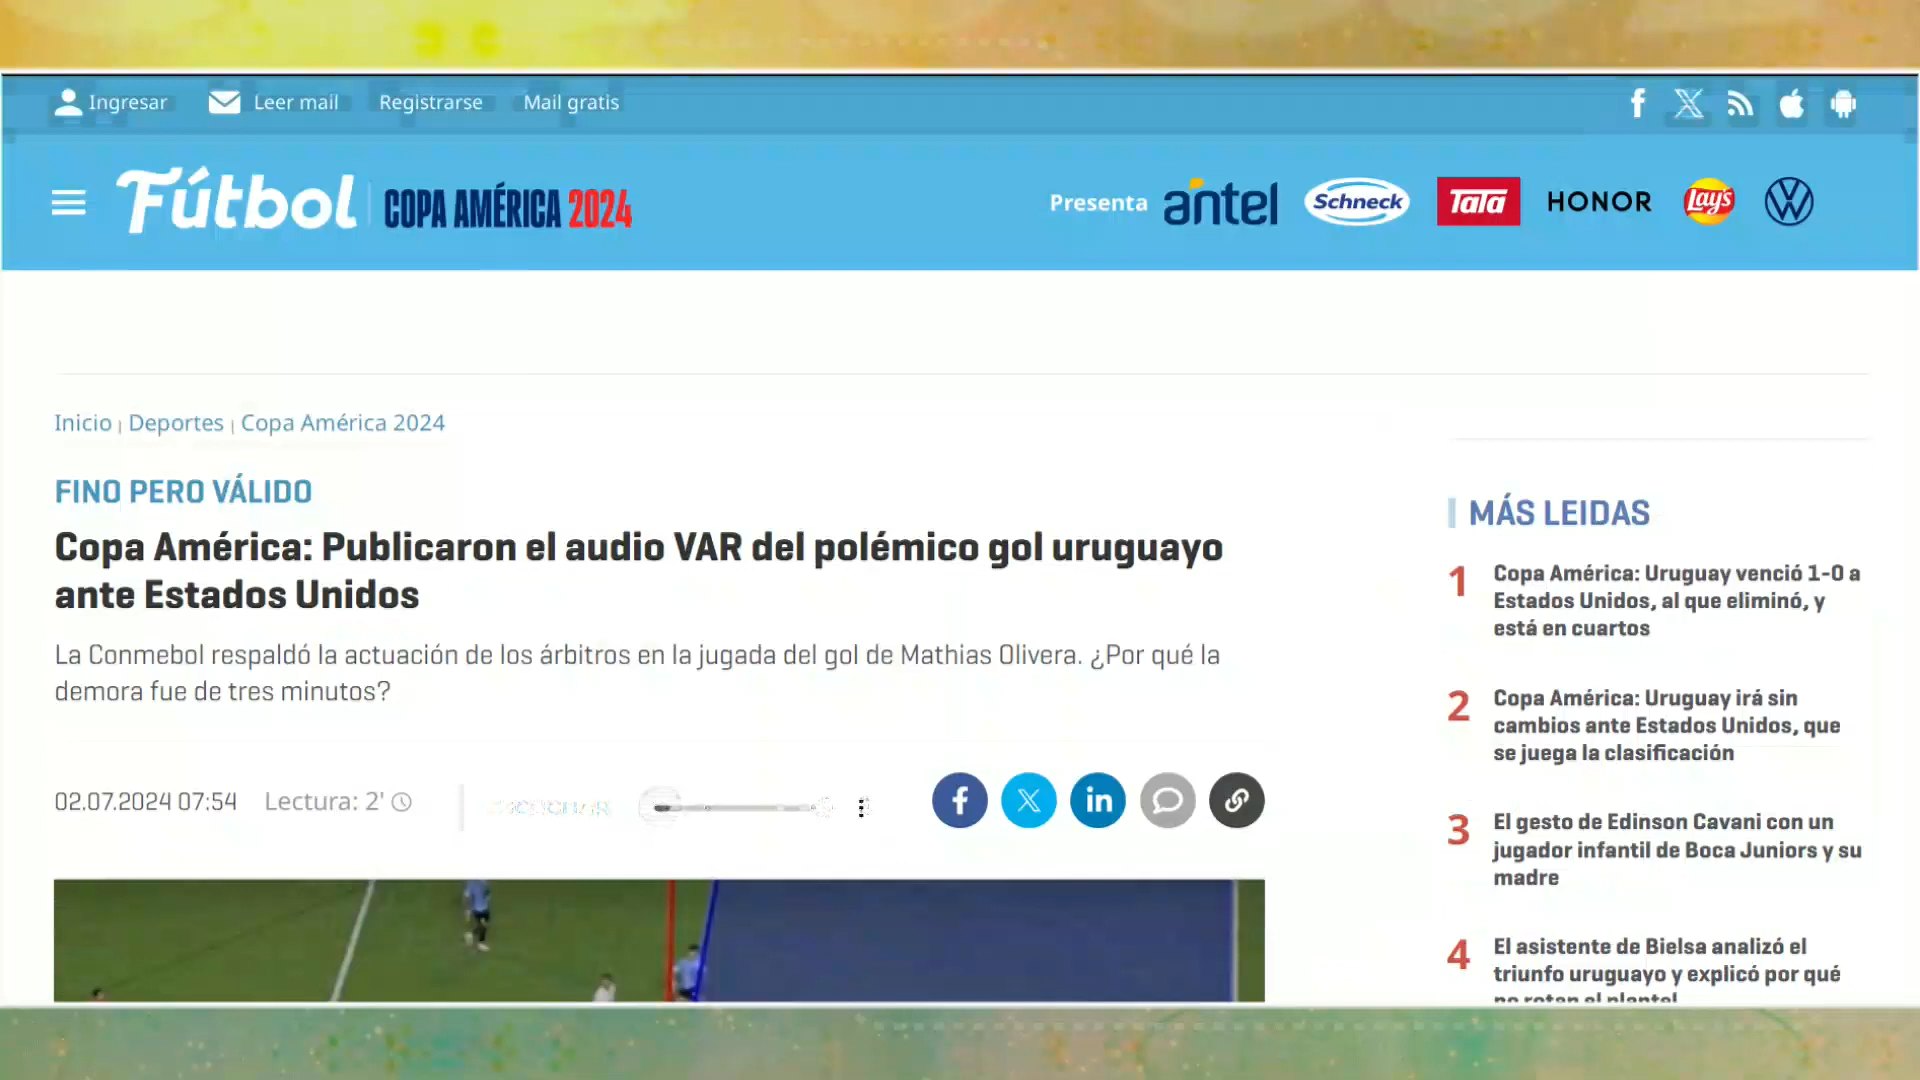 Ingresar Leer mail Registrarse Mail gratis
Fútbol COPA AMÉRICA 2024 Presenta antel Schneck TaTa HONOR Lay's
Inicio | Deportes | Copa América 2024
FINO PERO VÁLIDO
Copa América: Publicaron el audio VAR del polémico gol uruguayo
ante Estados Unidos
La Conmebol respaldó la actuación de los árbitros en la jugada del gol de Mathias Olivera. ¿Por qué la
demora fue de tres minutos?
02.07.2024 07:54 Lectura: 2'
MÁS LEIDAS
1 Copa América: Uruguay venció 1-0 a
Estados Unidos, al que eliminó, y
está en cuartos
2 Copa América: Uruguay irá sin
cambios ante Estados Unidos, que
se juega la clasificación
3 El gesto de Edinson Cavani con un
jugador infantil de Boca Juniors y su
madre
4 El asistente de Bielsa analizó el
triunfo uruguayo y explicó por qué
no rotan el plantel